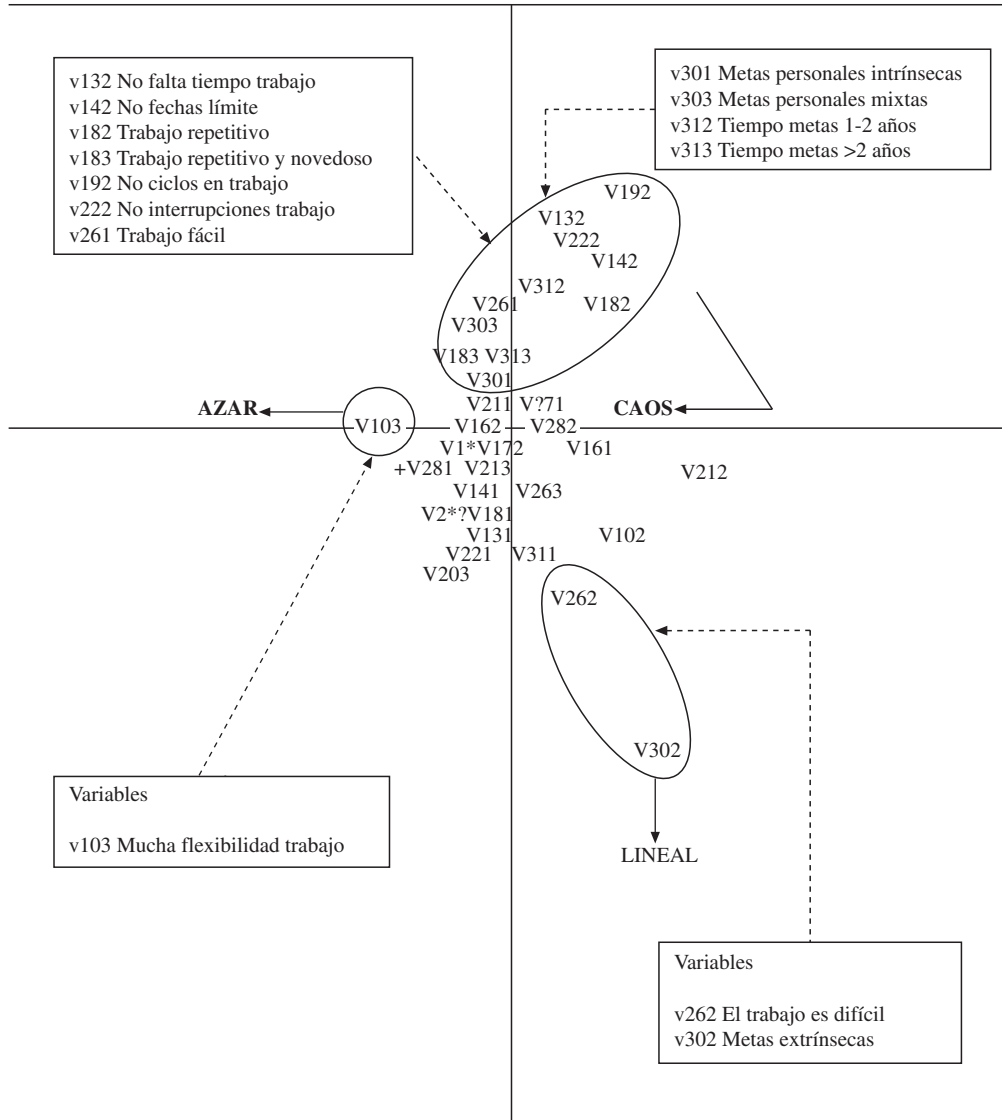 v132 No falta tiempo trabajo
v142 No fechas límite
v182 Trabajo repetitivo
v183 Trabajo repetitivo y novedoso
v192 No ciclos en trabajo
v222 No interrupciones trabajo
v261 Trabajo fácil
v301 Metas personales intrínsecas
v303 Metas personales mixtas
v312 Tiempo metas 1-2 años
v313 Tiempo metas >2 años
V192
V132
V222
V142
V312
V261 V182
V303
V183 V313
V301
AZAR V211 V?71 CAOS
V103 V162 V282
V1*V172 V161
+V281 V213 V212
V141 V263
V2*?V181
V131 V102
V221 V311
V203
V262
V302
LINEAL
Variables
v103 Mucha flexibilidad trabajo
Variables
v262 El trabajo es difícil
v302 Metas extrínsecas